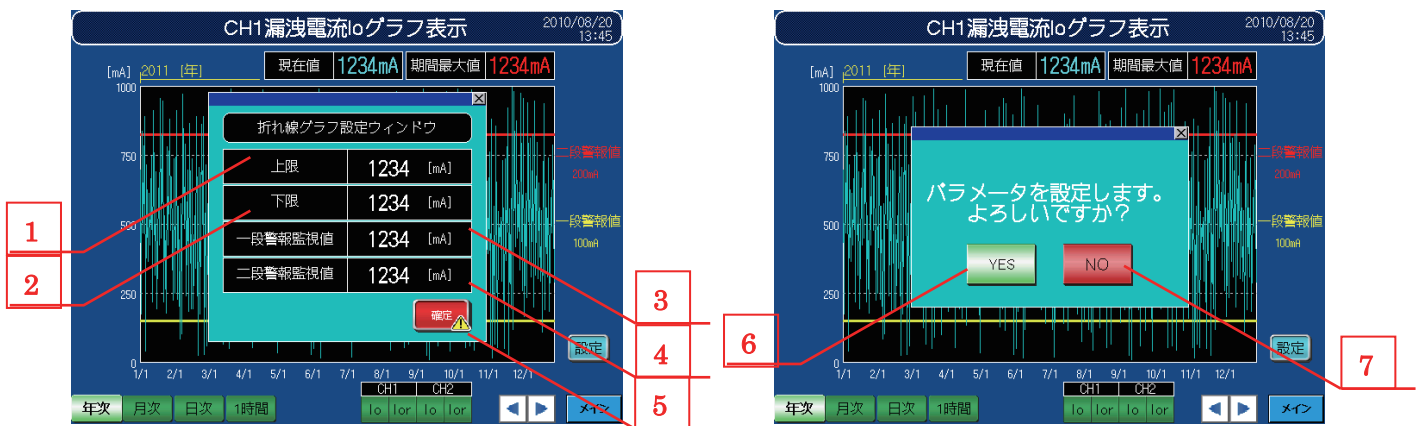 CH1漏洩電流Ioグラフ表示
2010/08/20
13:45
現在値 1234mA 期間最大値 1234mA
[mA] 2011 [年]
1000
折れ線グラフ設定ウィンドウ
上限 1234 [mA]
下限 1234 [mA]
一段警報監視値 1234 [mA]
二段警報監視値 1234 [mA]
確定
750
500
250
0
二段警報値
200mA
一段警報値
100mA
設定
1/1 2/1 3/1 4/1 5/1 6/1 7/1 8/1 9/1 10/1 11/1 12/1
CH1 CH2
年次 月次 日次 1時間 Io Ior Io Ior メイン
1
2
3
4
5
CH1漏洩電流Ioグラフ表示
2010/08/20
13:45
現在値 1234mA 期間最大値 1234mA
[mA] 2011 [年]
1000
パラメータを設定します。
よろしいですか?
YES NO
750
500
250
0
二段警報値
200mA
一段警報値
100mA
設定
1/1 2/1 3/1 4/1 5/1 6/1 7/1 8/1 9/1 10/1 11/1 12/1
CH1 CH2
年次 月次 日次 1時間 Io Ior Io Ior メイン
6
7